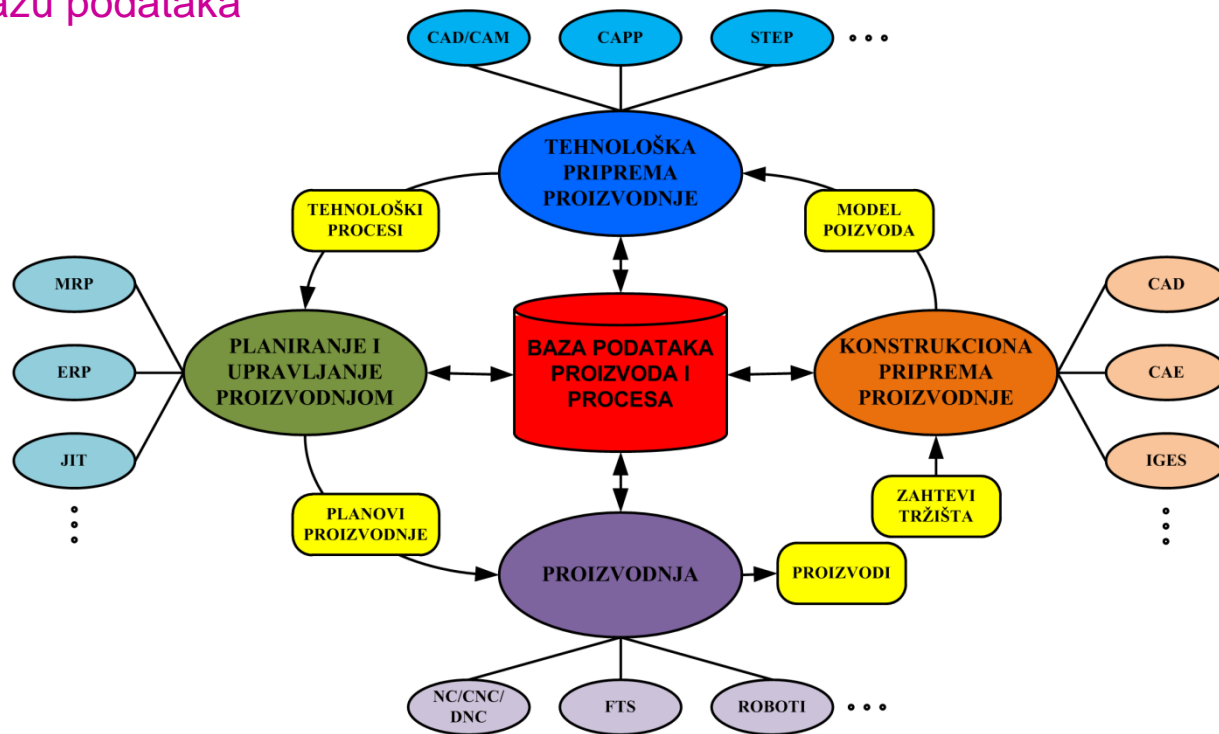 bazu podataka
CAD/CAM
CAPP
STEP
TEHNOLOŠKA
PRIPREMA
PROIZVODNJE
TEHNOLOŠKI
PROCESI
MODEL
POIZVODA
MRP
ERP
JIT
PLANIRANJE I
UPRAVLJANJE
PROIZVODNJOM
BAZA PODATAKA
PROIZVODA I
PROCESA
KONSTRUKCIONA
PRIPREMA
PROIZVODNJE
CAD
CAE
IGES
PLANOVI
PROIZVODNJE
ZAHTEVI
TRŽIŠTA
PROIZVODNJA
PROIZVODI
NC/CNC/
DNC
FTS
ROBOTI